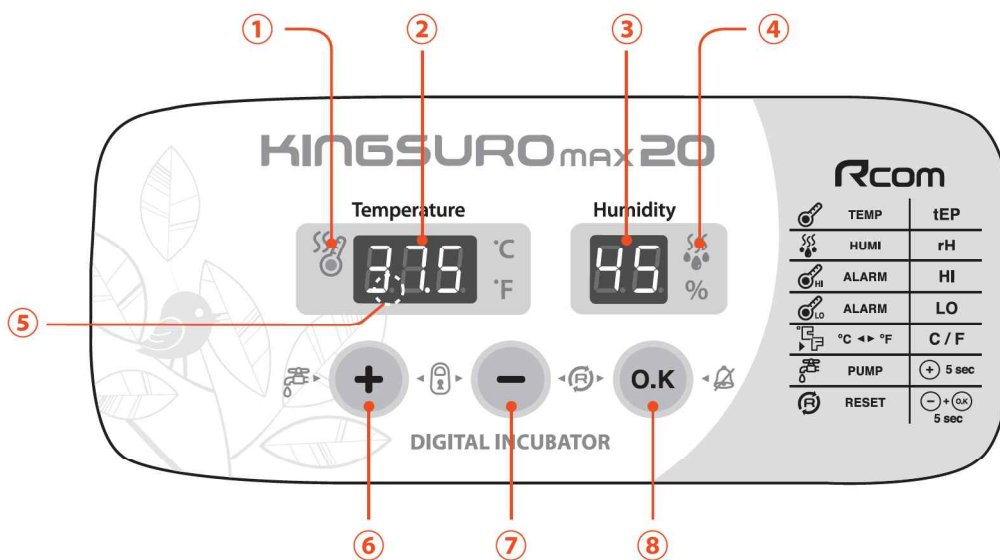 ① ② ③ ④
KINGSURO max 20
Rcom
Temperature Humidity
37.5 °C °F
45 %
⑤
TEMP tEP
HUMI rH
HI ALARM HI
LO ALARM LO
°C F °C ◂▸ °F C / F
PUMP + 5 sec
R RESET − + O.K 5 sec
+ − R O.K
DIGITAL INCUBATOR
⑥ ⑦ ⑧